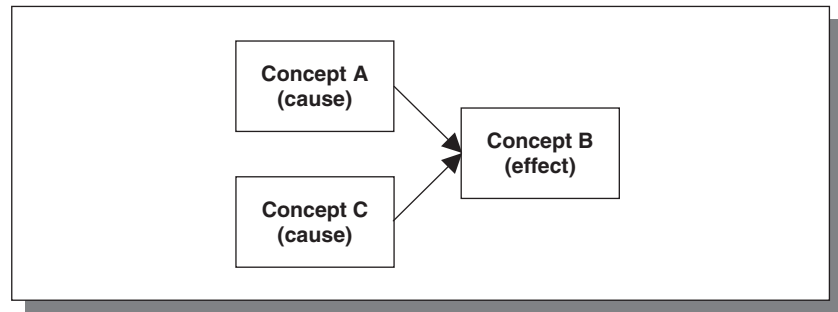 Concept A
(cause)
Concept B
(effect)
Concept C
(cause)